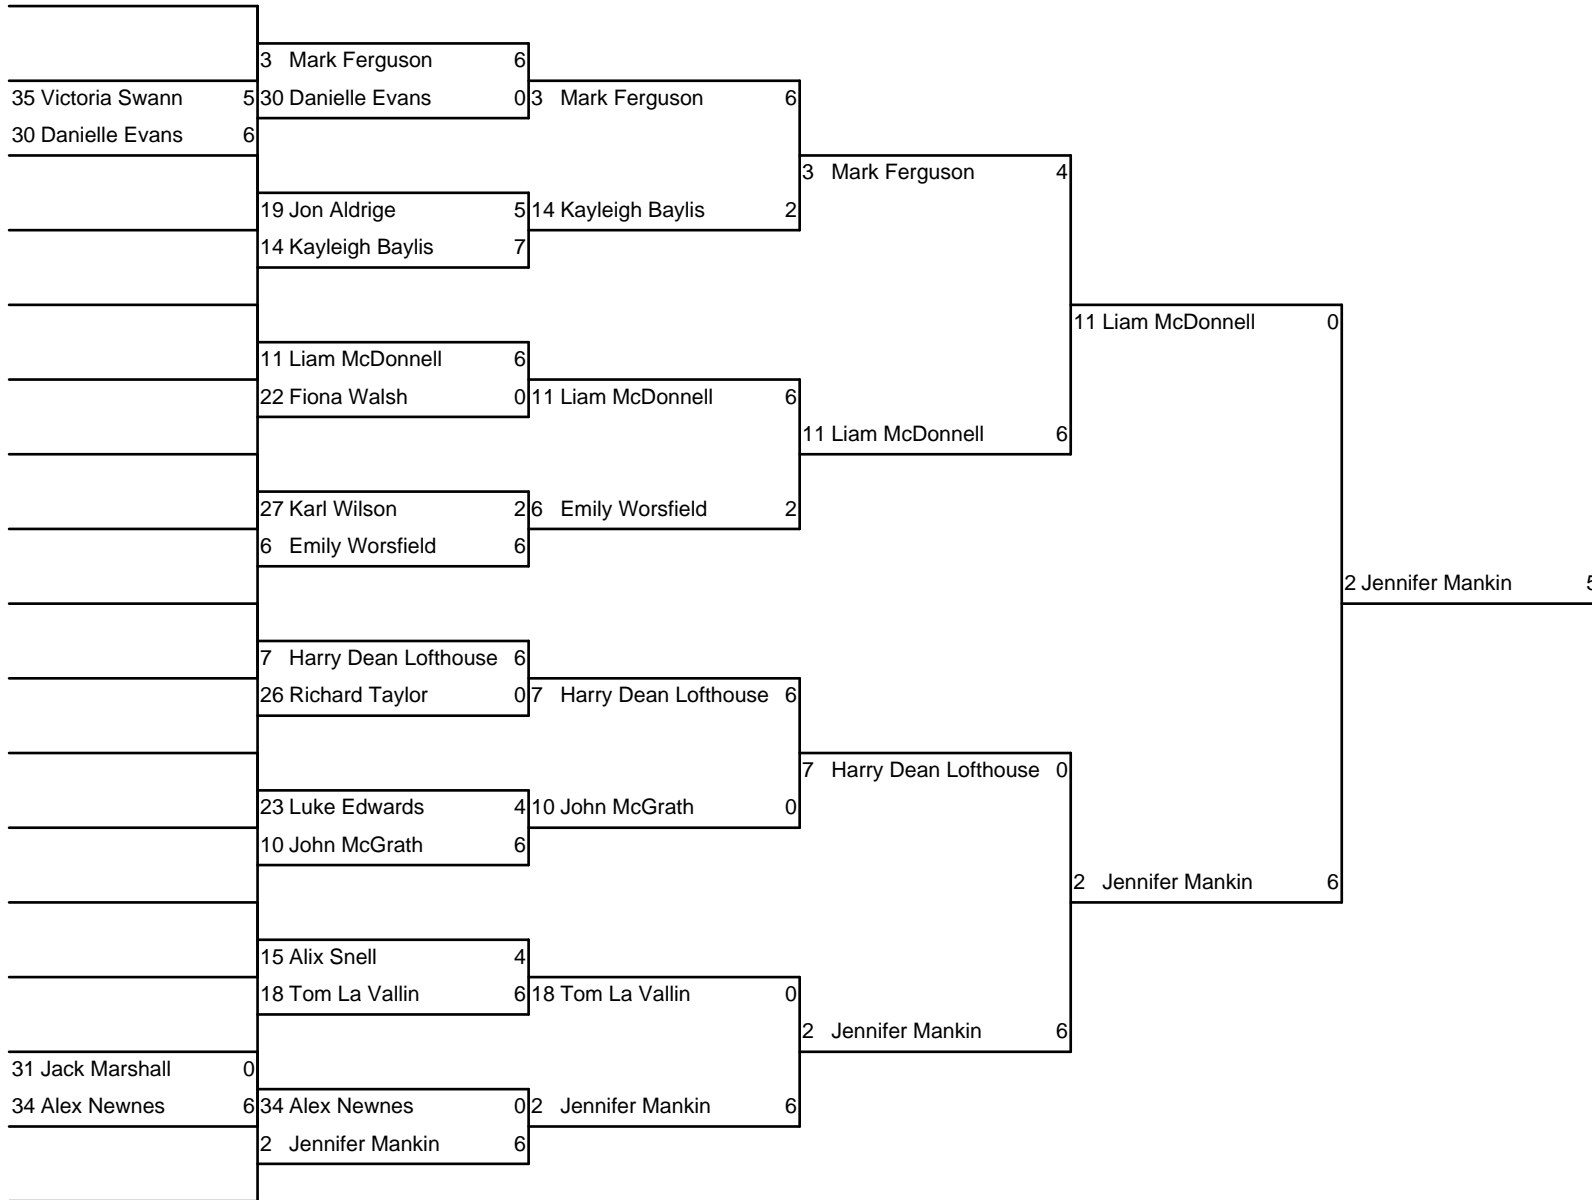 3 Mark Ferguson 6
35 Victoria Swann 5
30 Danielle Evans 0
3 Mark Ferguson 6
30 Danielle Evans 6
3 Mark Ferguson 4
19 Jon Aldrige 5
14 Kayleigh Baylis 2
14 Kayleigh Baylis 7
11 Liam McDonnell 0
11 Liam McDonnell 6
22 Fiona Walsh 0
11 Liam McDonnell 6
11 Liam McDonnell 6
27 Karl Wilson 2
6 Emily Worsfield 2
6 Emily Worsfield 6
2 Jennifer Mankin 5
7 Harry Dean Lofthouse 6
26 Richard Taylor 0
7 Harry Dean Lofthouse 6
7 Harry Dean Lofthouse 0
23 Luke Edwards 4
10 John McGrath 0
10 John McGrath 6
2 Jennifer Mankin 6
15 Alix Snell 4
18 Tom La Vallin 6
18 Tom La Vallin 0
2 Jennifer Mankin 6
31 Jack Marshall 0
34 Alex Newnes 6
34 Alex Newnes 0
2 Jennifer Mankin 6
2 Jennifer Mankin 6